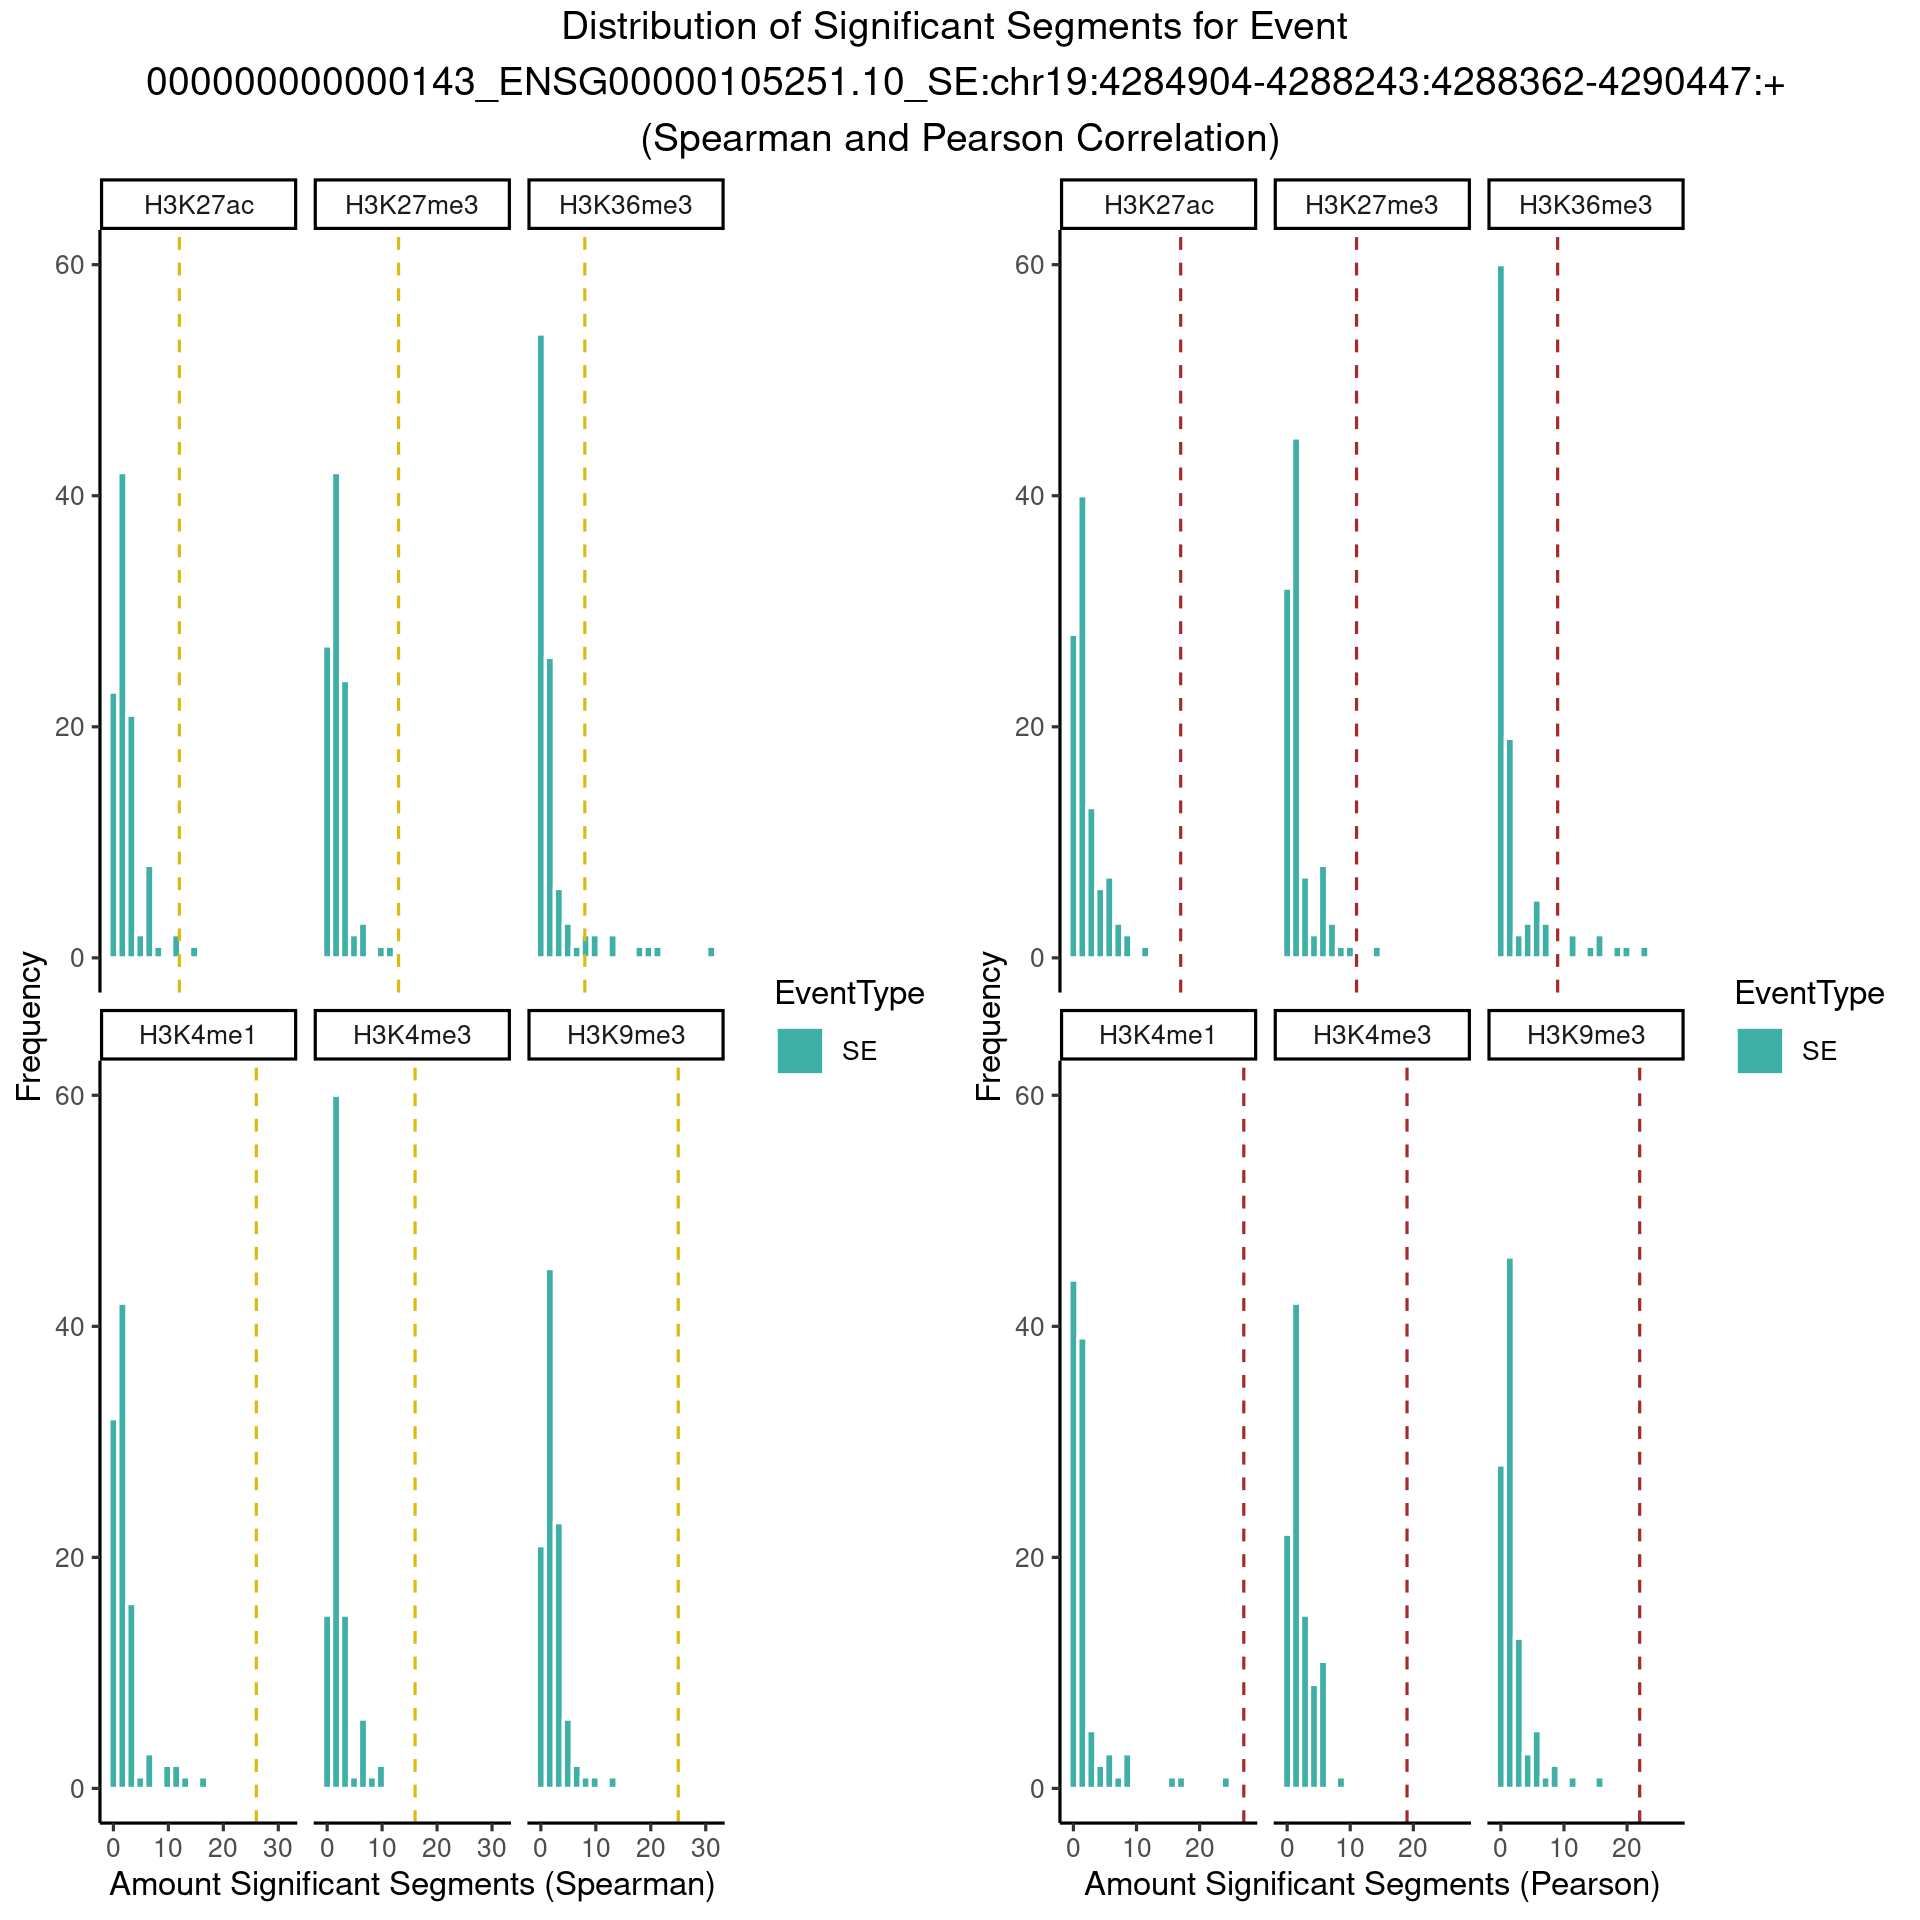 Distribution of Significant Segments for Event
000000000000143_ENSG00000105251.10_SE:chr19:4284904-4288243:4288362-4290447:+
(Spearman and Pearson Correlation)
H3K27ac H3K27me3 H3K36me3
60
40
20
0
H3K4me1 H3K4me3 H3K9me3
60
40
20
0
0 10 20 30 0 10 20 30 0 10 20 30
Frequency
Amount Significant Segments (Spearman)
EventType
SE
H3K27ac H3K27me3 H3K36me3
60
40
20
0
H3K4me1 H3K4me3 H3K9me3
60
40
20
0
0 10 20 0 10 20 0 10 20
Frequency
Amount Significant Segments (Pearson)
EventType
SE